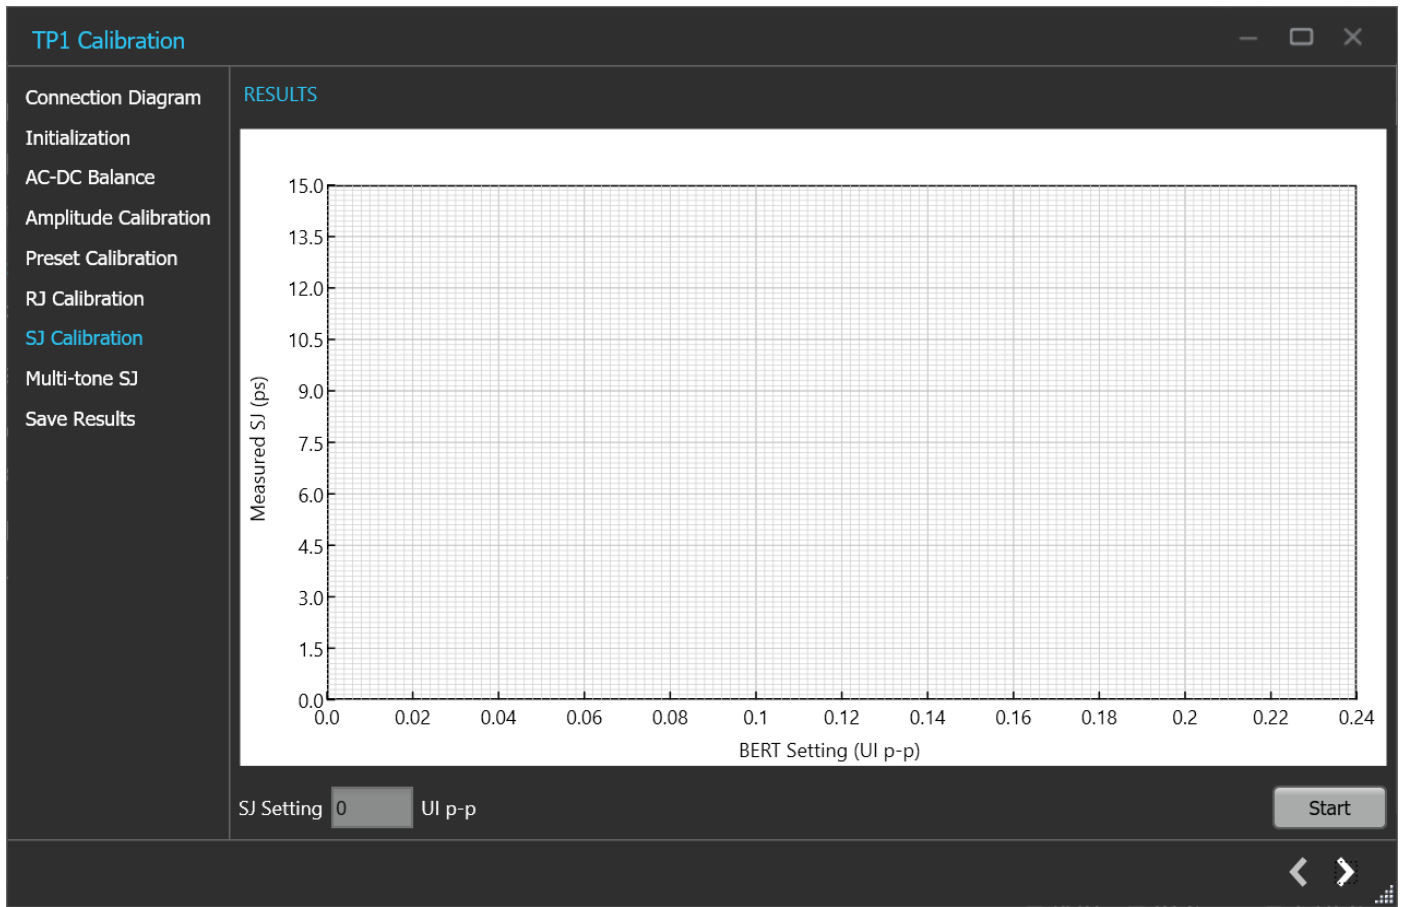 TP1 Calibration
Connection Diagram
Initialization
AC-DC Balance
Amplitude Calibration
Preset Calibration
RJ Calibration
SJ Calibration
Multi-tone SJ
Save Results
RESULTS
15.0
13.5
12.0
10.5
9.0
7.5
6.0
4.5
3.0
1.5
0.0
Measured SJ (ps)
0.0 0.02 0.04 0.06 0.08 0.1 0.12 0.14 0.16 0.18 0.2 0.22 0.24
BERT Setting (UI p-p)
SJ Setting 0 UI p-p
Start